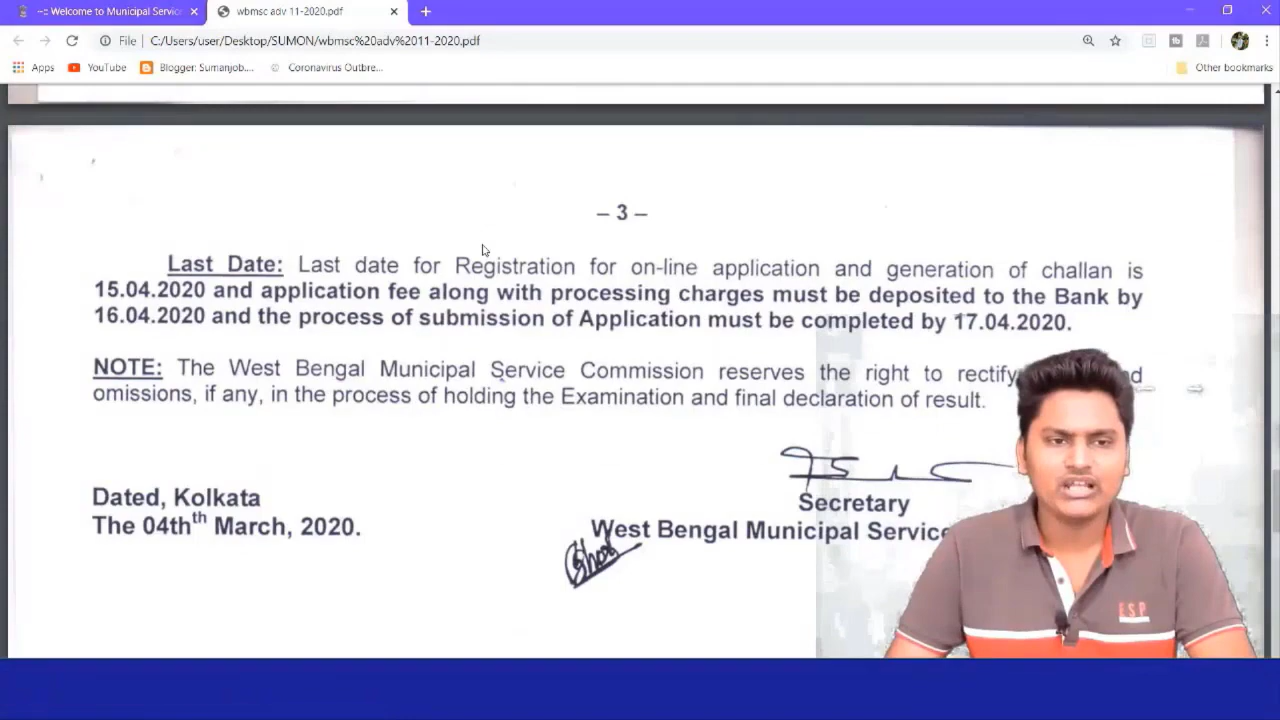 -:: Welcome to Municipal Servic
wbmsc adv 11-2020.pdf
File | C:/Users/user/Desktop/SUMON/wbmsc%20adv%2011-2020.pdf
Apps YouTube Blogger: Sumanjob.... Coronavirus Outbre... Other bookmarks
– 3 –
Last Date: Last date for Registration for on-line application and generation of challan is
15.04.2020 and application fee along with processing charges must be deposited to the Bank by
16.04.2020 and the process of submission of Application must be completed by 17.04.2020.
NOTE: The West Bengal Municipal Service Commission reserves the right to rectify
omissions, if any, in the process of holding the Examination and final declaration of result.
Dated, Kolkata
The 04thth March, 2020.
Secretary
West Bengal Municipal Service
ESP